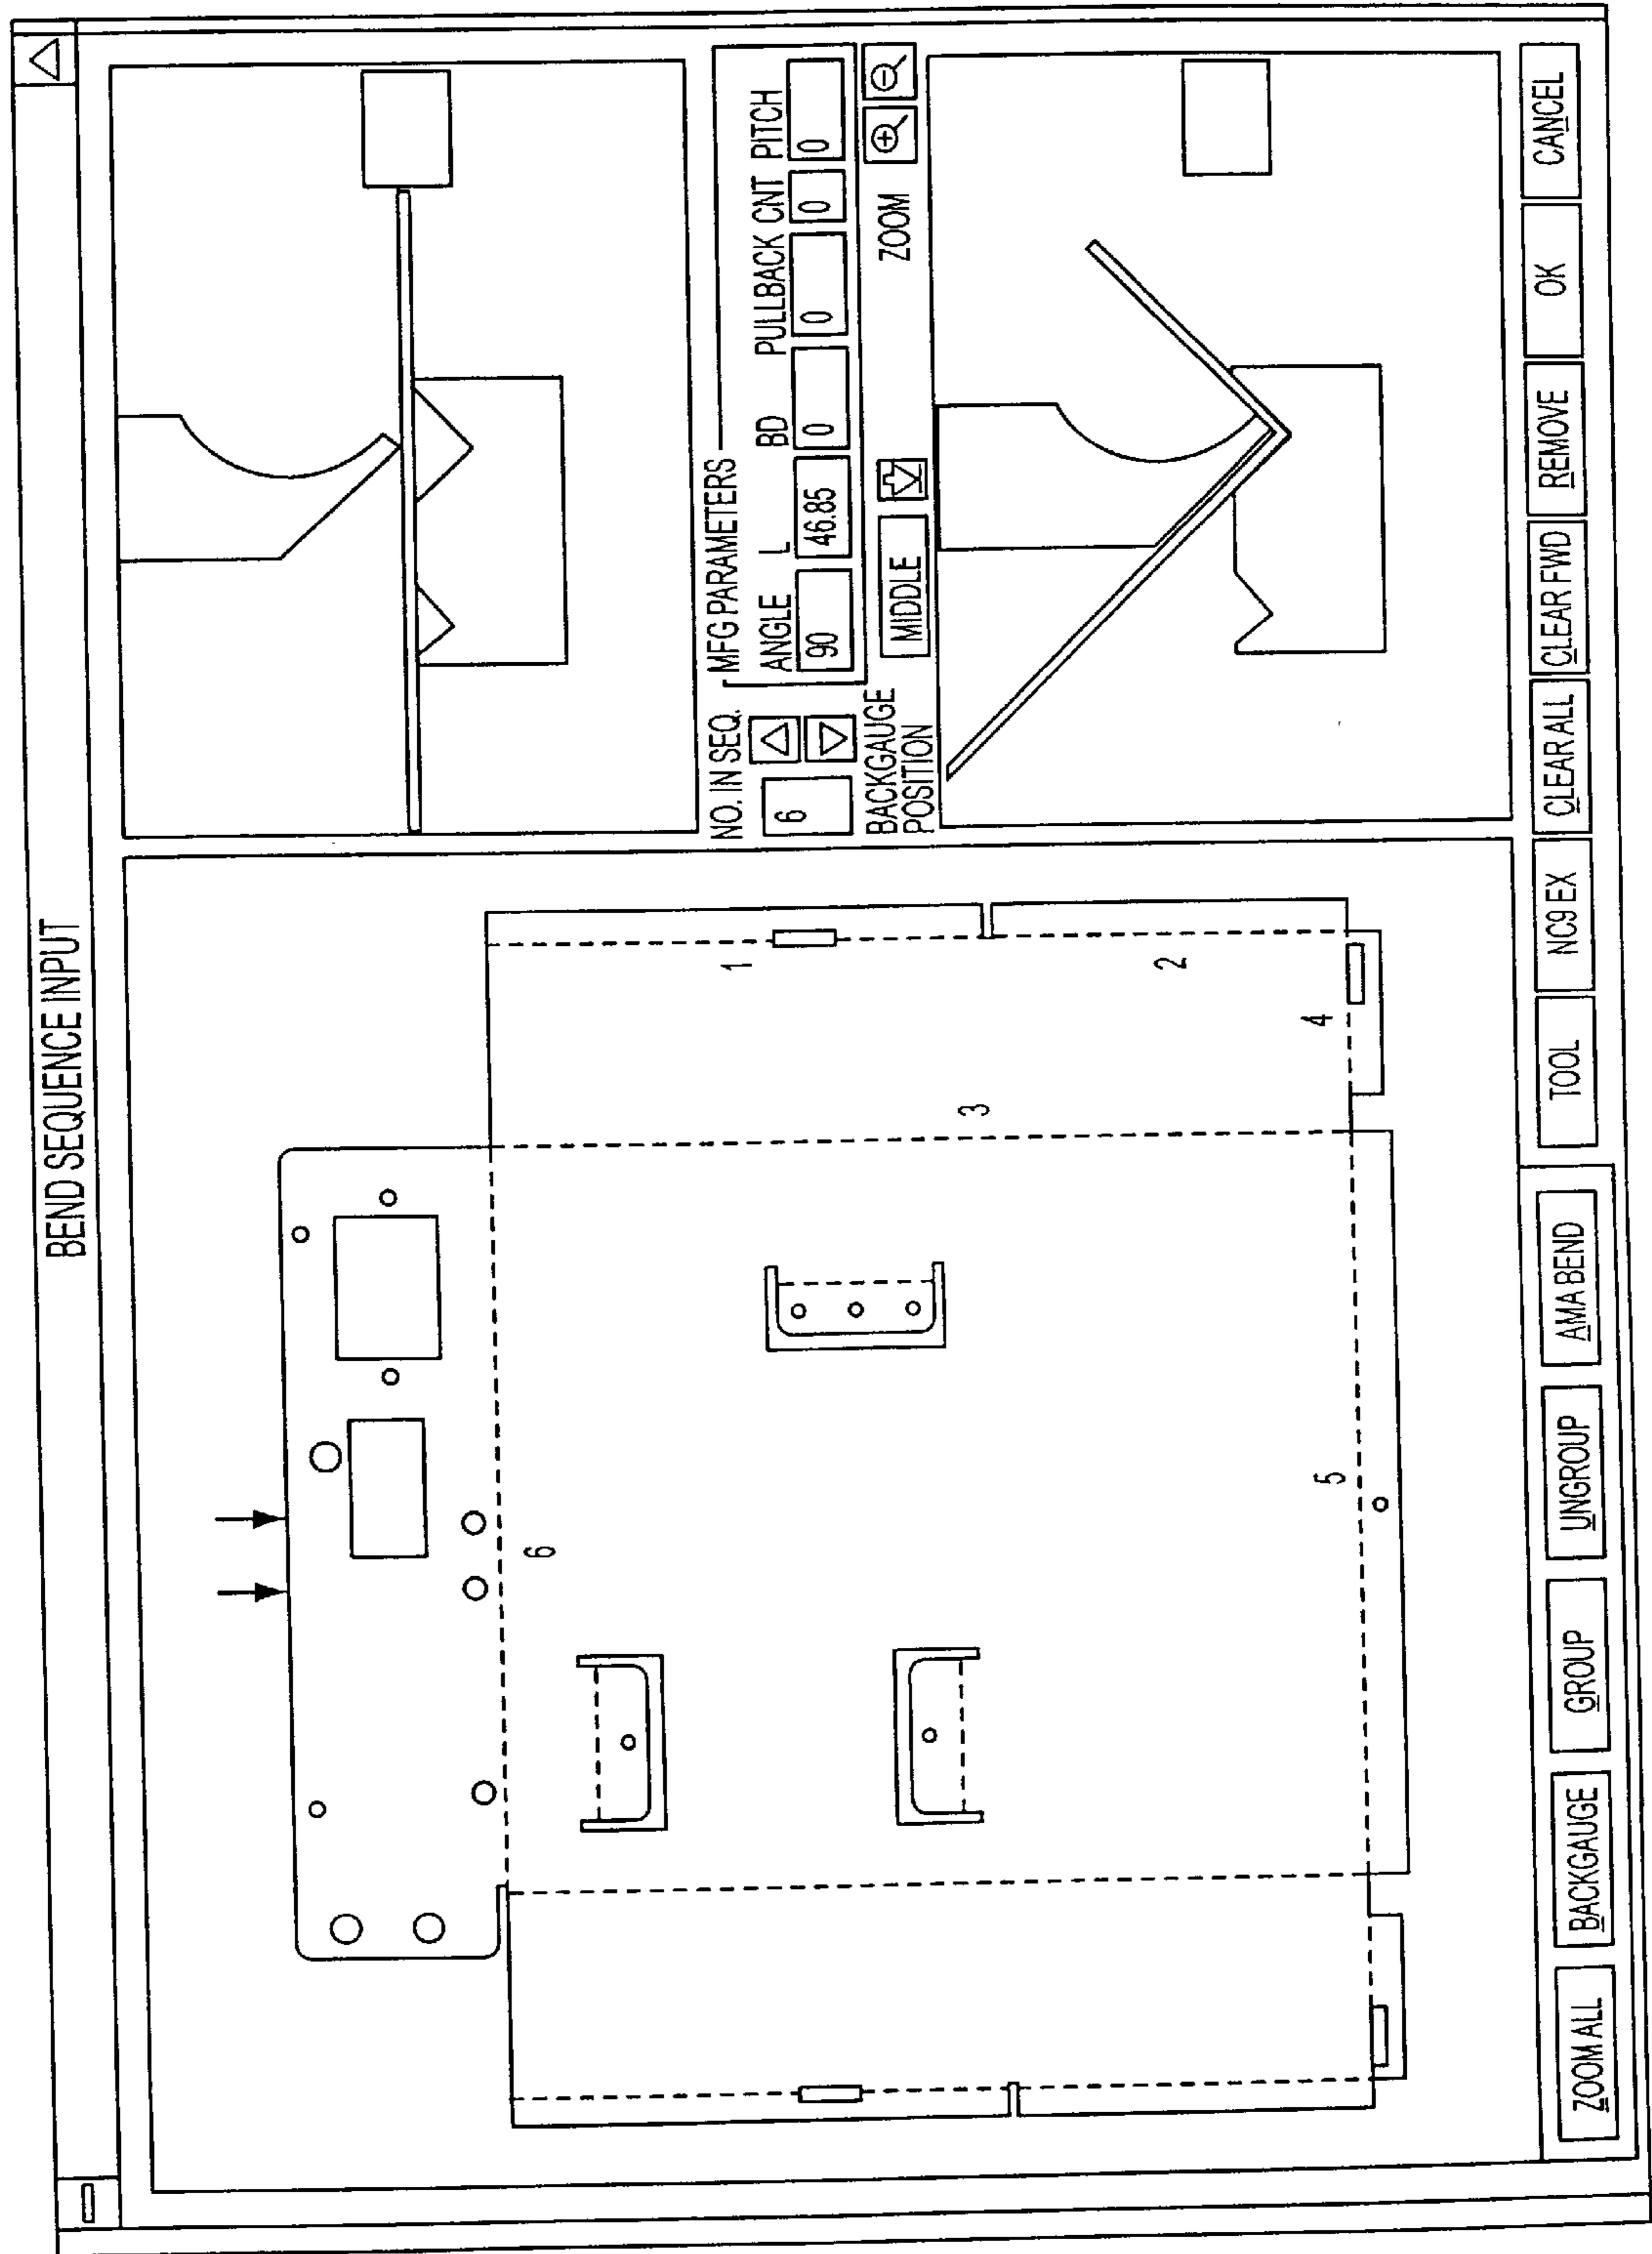 BEND SEQUENCE INPUT
1
2
3
4
5
6
NO. IN SEQ.
6
MFG PARAMETERS
ANGLE L BD PULLBACK CNT PITCH
90 46.85 0 0 0 0
BACKGAUGE
POSITION
MIDDLE
ZOOM
ZOOM ALL BACKGAUGE GROUP UNGROUP AMA BEND TOOL NC9 EX CLEAR ALL CLEAR FWD REMOVE OK CANCEL